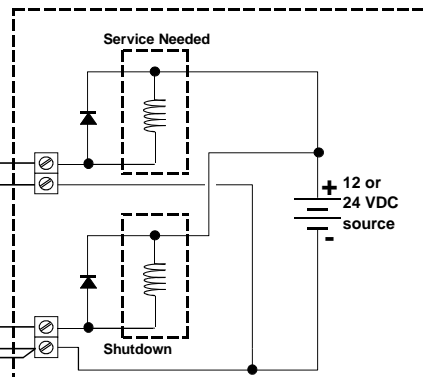 Service Needed
+ 12 or
24 VDC
source
-
Shutdown